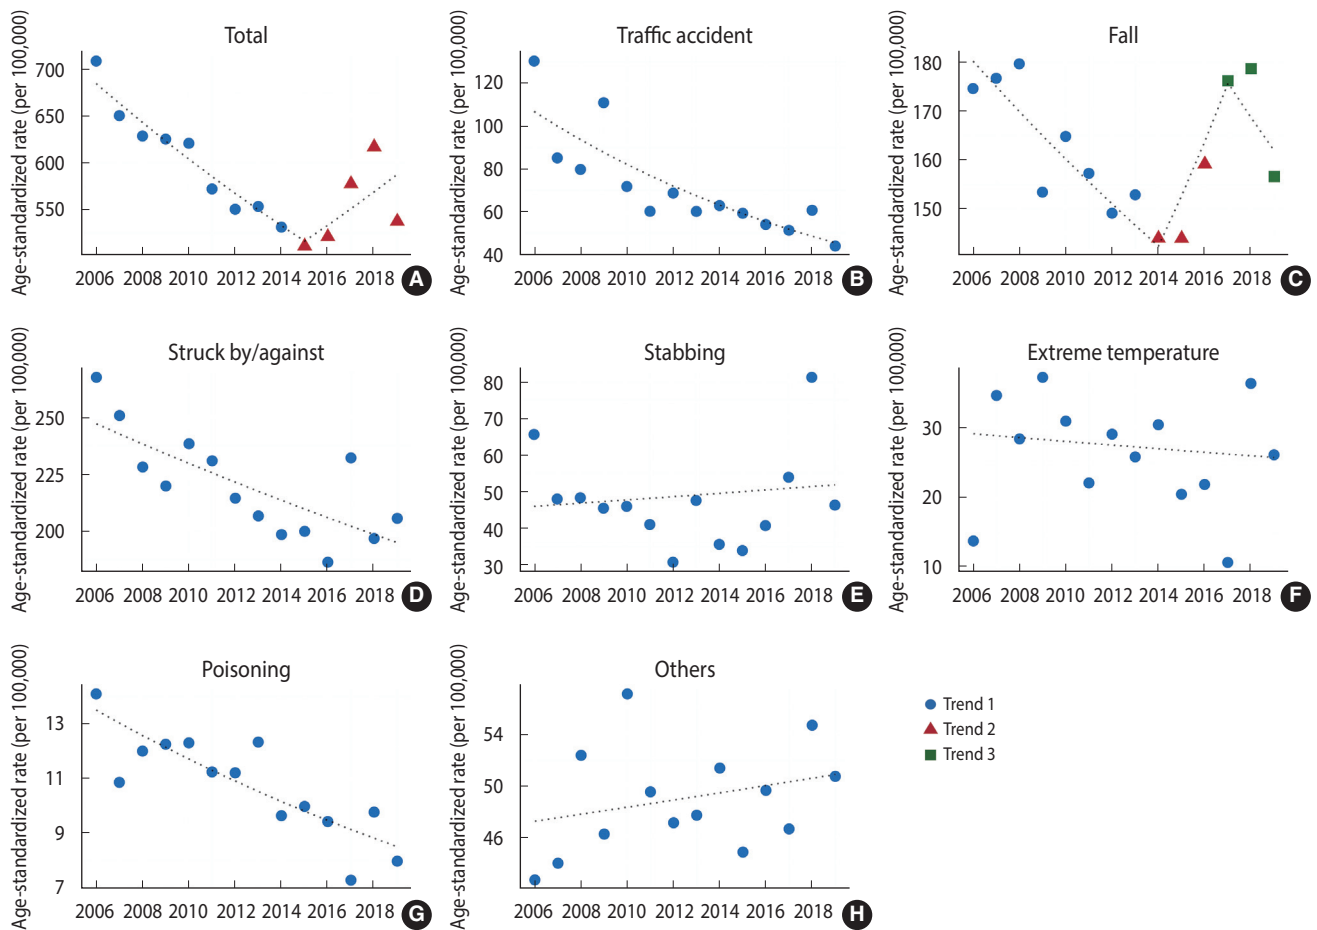 Total
Age-standardized rate (per 100,000)
700
650
600
550
2006 2008 2010 2012 2014 2016 2018
A
Traffic accident
Age-standardized rate (per 100,000)
120
100
80
60
40
2006 2008 2010 2012 2014 2016 2018
B
Fall
Age-standardized rate (per 100,000)
180
170
160
150
2006 2008 2010 2012 2014 2016 2018
C
Struck by/against
Age-standardized rate (per 100,000)
250
225
200
2006 2008 2010 2012 2014 2016 2018
D
Stabbing
Age-standardized rate (per 100,000)
80
60
50
40
30
2006 2008 2010 2012 2014 2016 2018
E
Extreme temperature
Age-standardized rate (per 100,000)
30
20
10
2006 2008 2010 2012 2014 2016 2018
F
Poisoning
Age-standardized rate (per 100,000)
13
11
9
7
2006 2008 2010 2012 2014 2016 2018
G
Others
Age-standardized rate (per 100,000)
54
50
46
2006 2008 2010 2012 2014 2016 2018
H
Trend 1
Trend 2
Trend 3